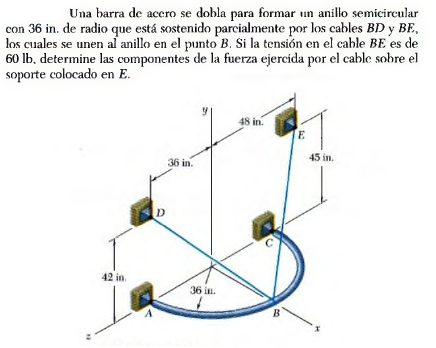 Una barra de acero se dobla para formar un anillo semicircular
con 36 in. de radio que está sostenido parcialmente por los cables BD y BE,
los cuales se unen al anillo en el punto B. Si la tensión en el cable BE es de
60 lb, determine las componentes de la fuerza ejercida por el cable sobre el
soporte colocado en E.
y
48 in.
E
36 in.
45 in.
D
C
42 in.
36 in.
A
B
z
x